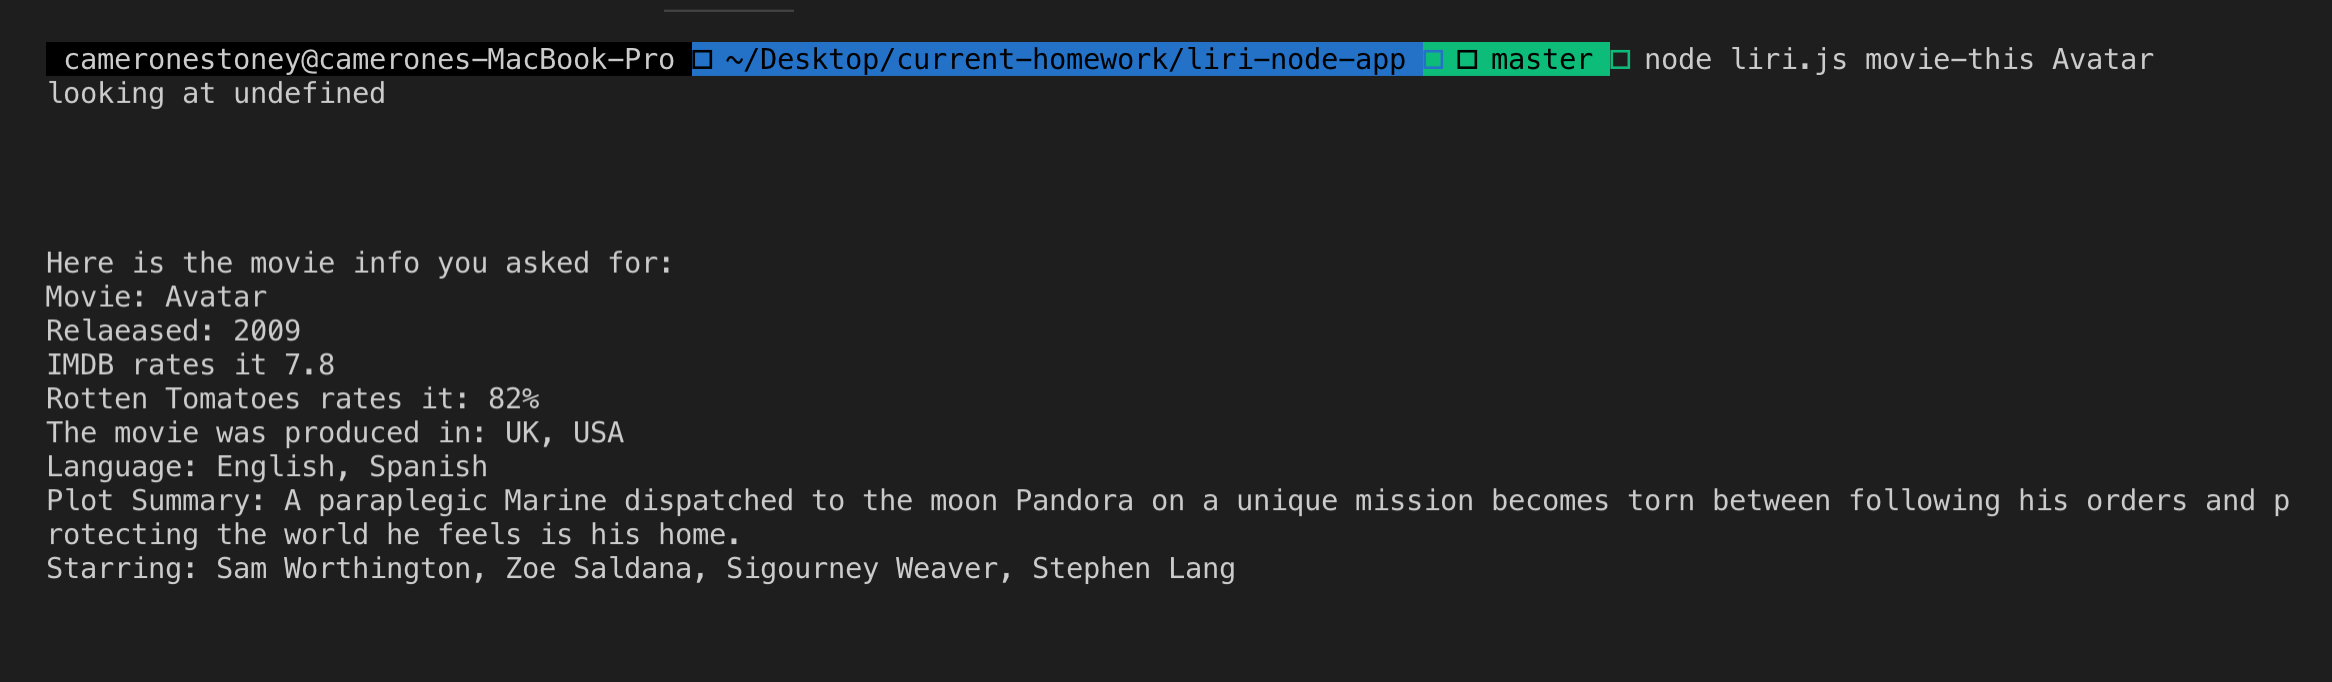 cameronestoney@camerones-MacBook-Pro ~/Desktop/current-homework/liri-node-app master node liri.js movie-this Avatar
looking at undefined
Here is the movie info you asked for:
Movie: Avatar
Relaeased: 2009
IMDB rates it 7.8
Rotten Tomatoes rates it: 82%
The movie was produced in: UK, USA
Language: English, Spanish
Plot Summary: A paraplegic Marine dispatched to the moon Pandora on a unique mission becomes torn between following his orders and p
rotecting the world he feels is his home.
Starring: Sam Worthington, Zoe Saldana, Sigourney Weaver, Stephen Lang